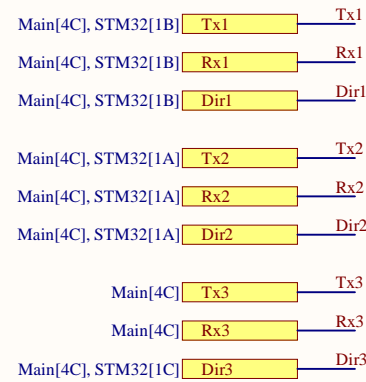 Main[4C], STM32[1B] Tx1 Tx1
Main[4C], STM32[1B] Rx1 Rx1
Main[4C], STM32[1B] Dir1 Dir1
Main[4C], STM32[1A] Tx2 Tx2
Main[4C], STM32[1A] Rx2 Rx2
Main[4C], STM32[1A] Dir2 Dir2
Main[4C] Tx3 Tx3
Main[4C] Rx3 Rx3
Main[4C], STM32[1C] Dir3 Dir3